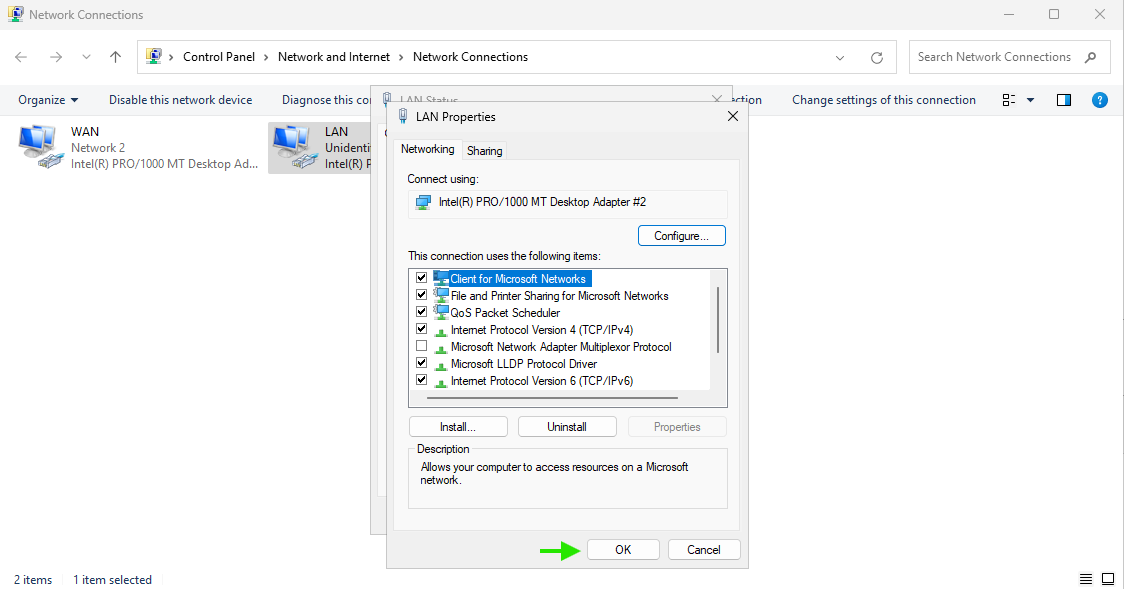 Network Connections
Control Panel > Network and Internet > Network Connections
Search Network Connections
Organize
Disable this network device
Diagnose this co
ction
Change settings of this connection
WAN
Network 2
Intel(R) PRO/1000 MT Desktop Ad...
LAN
Unidenti
Intel(R) P
LAN Status
LAN Properties
Networking
Sharing
Connect using:
Intel(R) PRO/1000 MT Desktop Adapter #2
Configure...
This connection uses the following items:
Client for Microsoft Networks
File and Printer Sharing for Microsoft Networks
QoS Packet Scheduler
Internet Protocol Version 4 (TCP/IPv4)
Microsoft Network Adapter Multiplexor Protocol
Microsoft LLDP Protocol Driver
Internet Protocol Version 6 (TCP/IPv6)
Install...
Uninstall
Properties
Description
Allows your computer to access resources on a Microsoft
network.
OK
Cancel
2 items
1 item selected